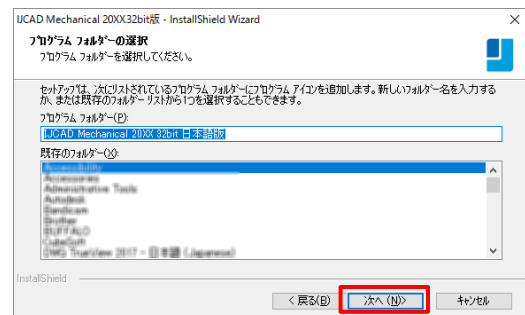 IJCAD Mechanical 20XX32bit版 - InstallShield Wizard
プログラム フォルダーの選択
プログラム フォルダーを選択してください。
セットアップは、次にリストされているプログラム フォルダーにプログラム アイコンを追加します。新しいフォルダー名を入力する
か、または既存のフォルダー リストから1つを選択することもできます。
プログラム フォルダー(P):
IJCAD Mechanical 20XX 32bit 日本語版
既存のフォルダー(X):
Accessibility
Accessories
Administrative Tools
Autodesk
Bandicam
Brother
BUFFALO
CubeSoft
DWG TrueView 2017 - 日本語 (Japanese)
InstallShield
< 戻る(B)
次へ (N)>
キャンセル